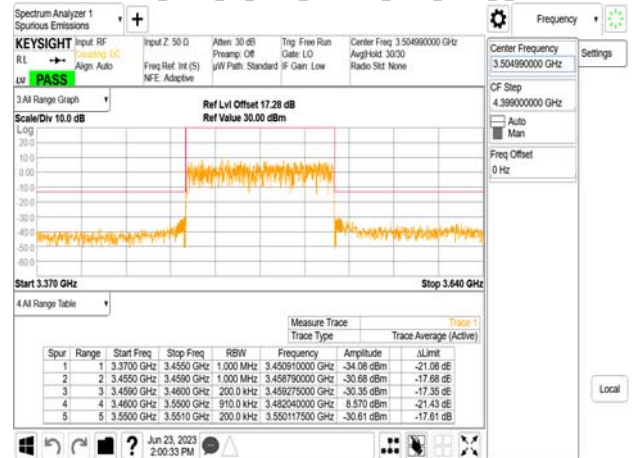 Spectrum Analyzer 1
Spurious Emissions
Frequency
KEYSIGHT Input: RF Input Z: 50 Ω Atten: 30 dB Trig: Free Run Center Freq: 3.504990000 GHz
RL Coupling: DC Preamp: Off Gate: LO Avg|Hold: 30/30
Align: Auto Freq Ref: Int (S) µW Path: Standard IF Gain: Low Radio Std: None
NFE: Adaptive
LU PASS
Center Frequency
3.504990000 GHz
Settings
CF Step
4.399000000 GHz
Auto
Man
Freq Offset
0 Hz
Local
3 All Range Graph
Ref Lvl Offset 17.28 dB
Scale/Div 10.0 dB Ref Value 30.00 dBm
Log
20.0
10.0
0.00
-10.0
-20.0
-30.0
-40.0
-50.0
-60.0
Start 3.370 GHz Stop 3.640 GHz
4 All Range Table
Measure Trace Trace 1
Trace Type Trace Average (Active)
Spur Range Start Freq Stop Freq RBW Frequency Amplitude ΔLimit
1 1 3.3700 GHz 3.4550 GHz 1.000 MHz 3.450910000 GHz -34.08 dBm -21.08 dB
2 2 3.4550 GHz 3.4590 GHz 1.000 MHz 3.458790000 GHz -30.68 dBm -17.68 dB
3 3 3.4590 GHz 3.4600 GHz 200.0 kHz 3.459275000 GHz -30.35 dBm -17.35 dB
4 4 3.4600 GHz 3.5500 GHz 910.0 kHz 3.482040000 GHz 8.570 dBm -21.43 dB
5 5 3.5500 GHz 3.5510 GHz 200.0 kHz 3.550117500 GHz -30.61 dBm -17.61 dB
Jun 23, 2023
2:00:33 PM